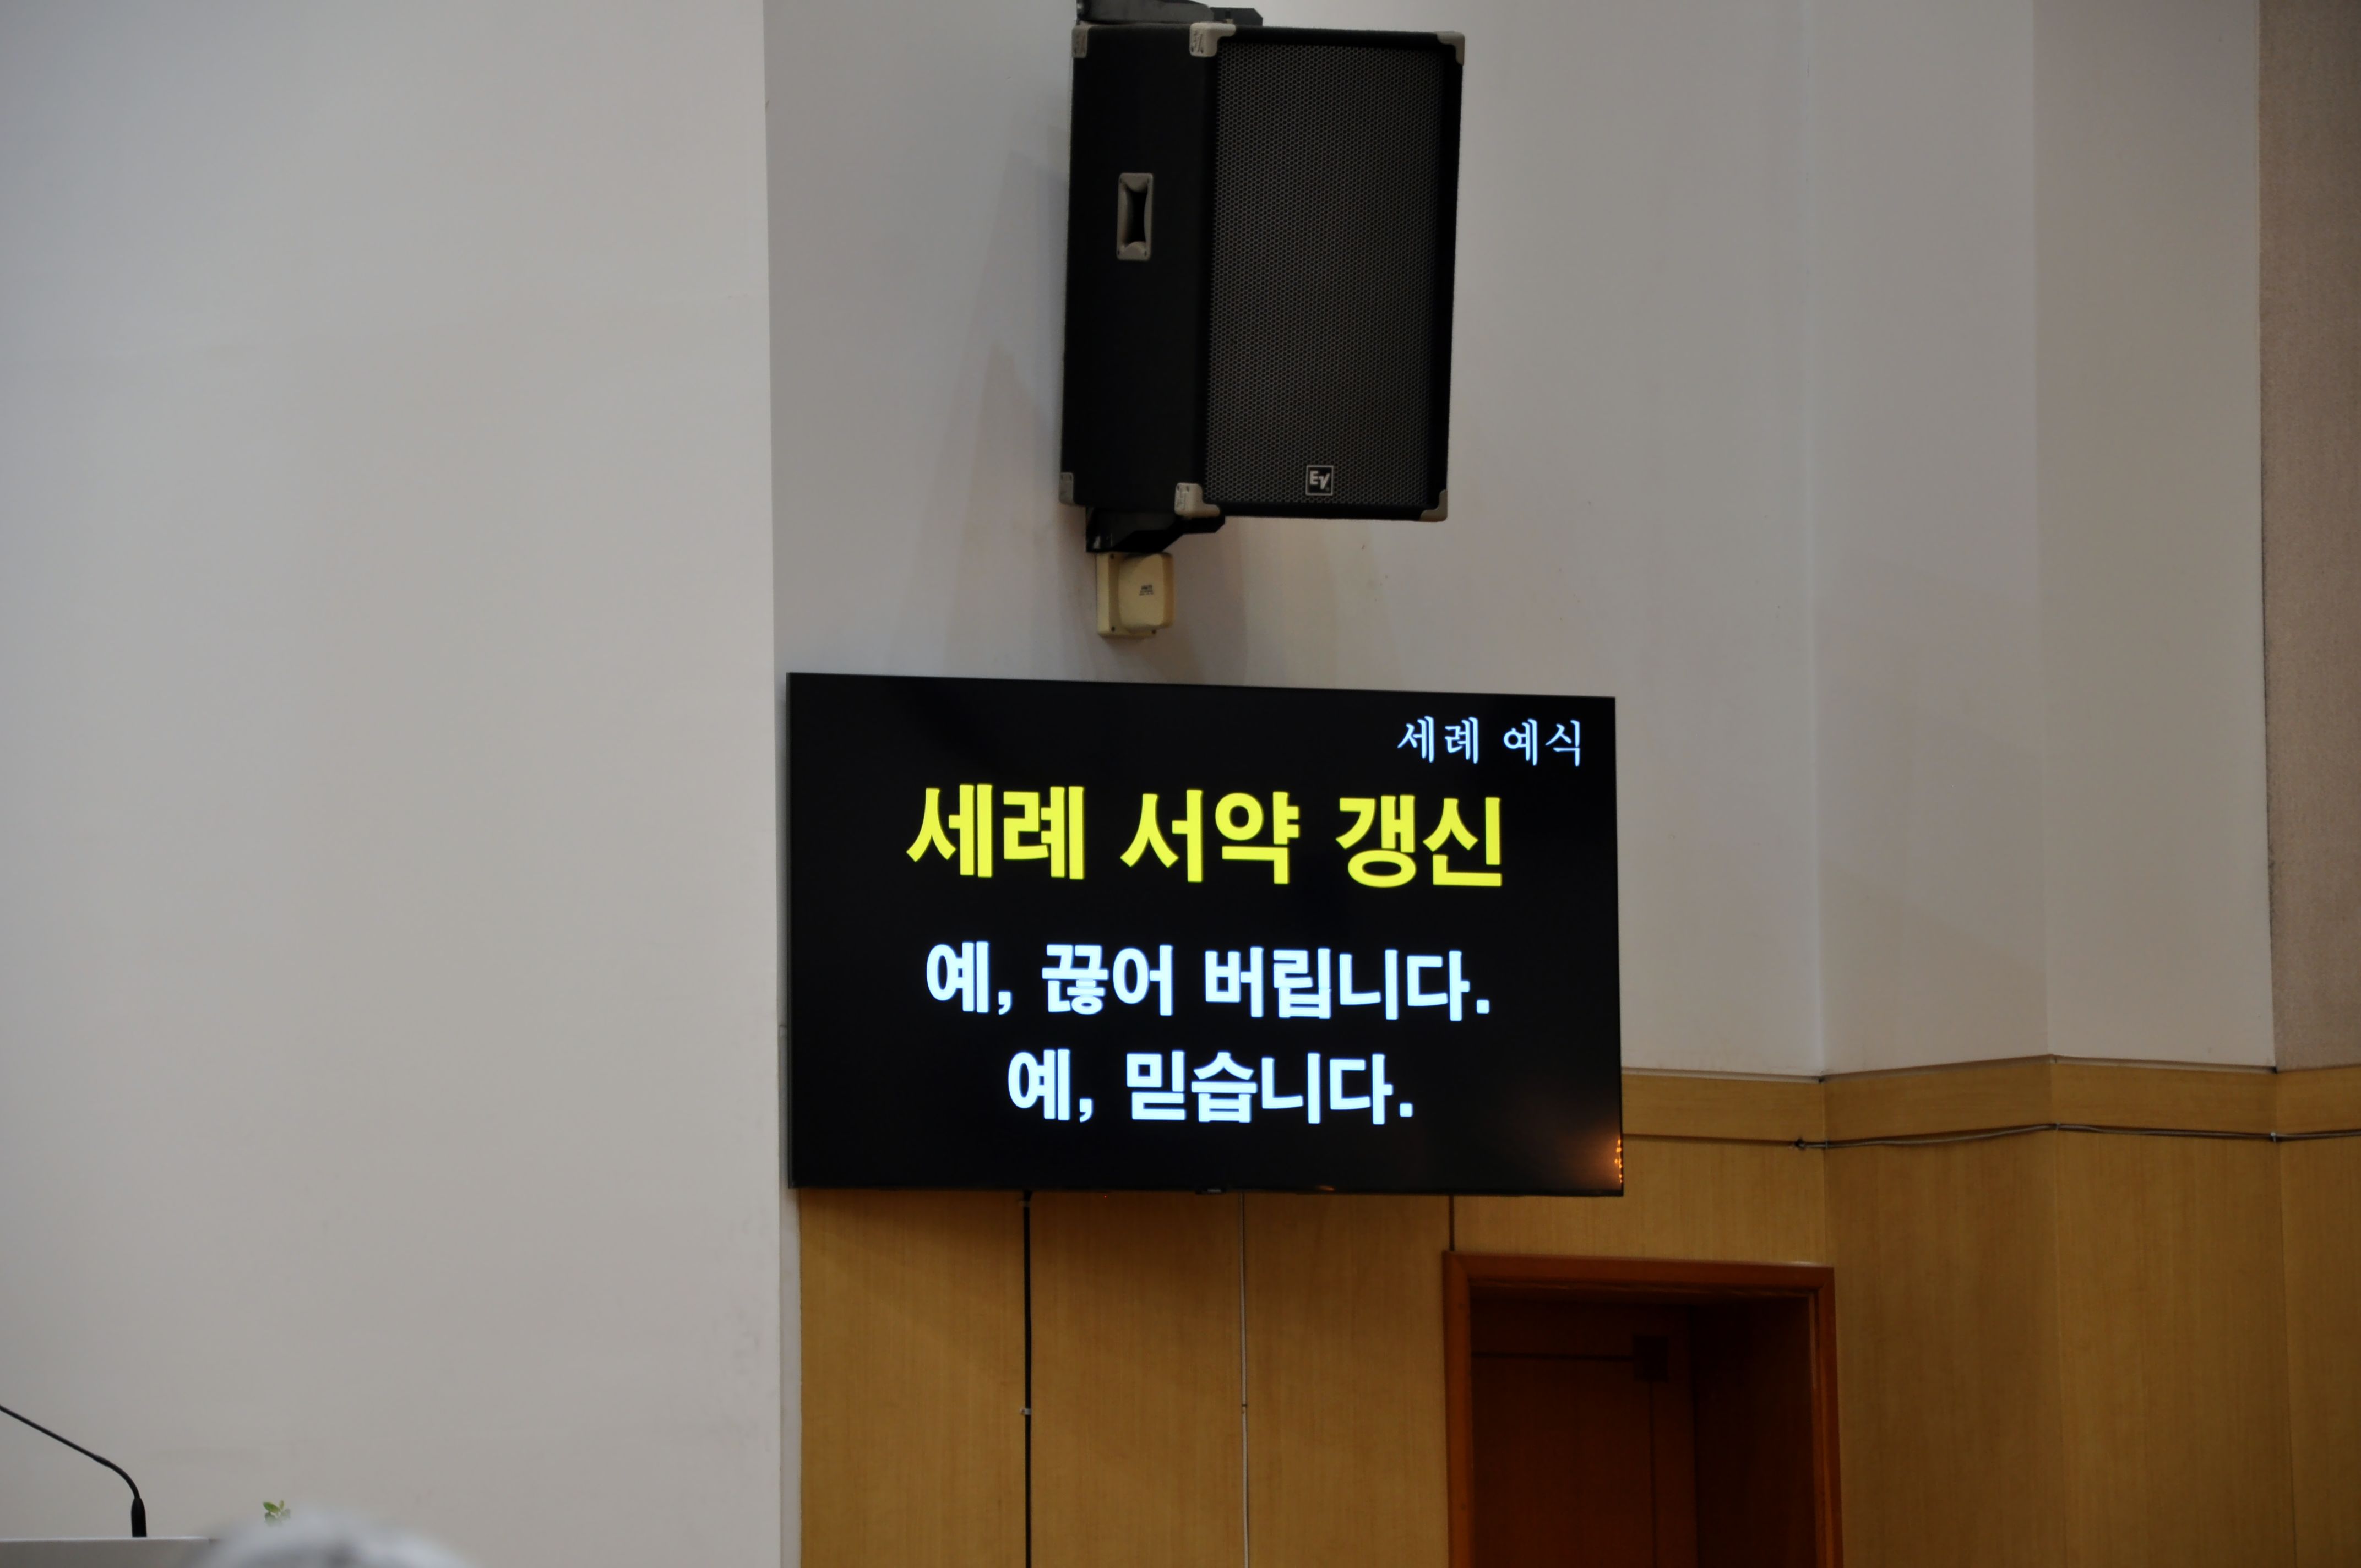 EV
세례 예식
세례 서약 갱신
예, 끊어 버립니다.
예, 믿습니다.